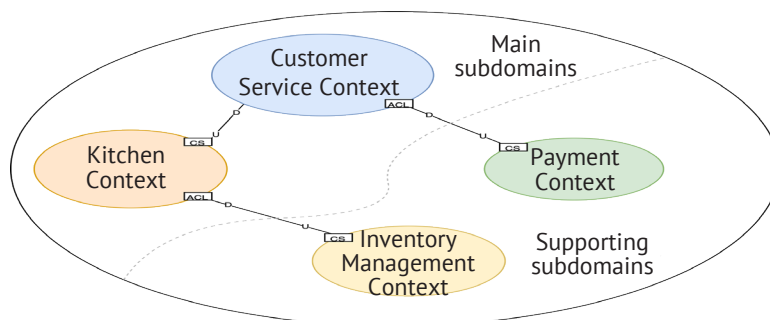 Customer
Service Context
Main
subdomains
ACL
D
D
U
U
CS
CS
Kitchen
Context
Payment
Context
ACL
D
U
CS
Inventory
Management
Context
Supporting
subdomains